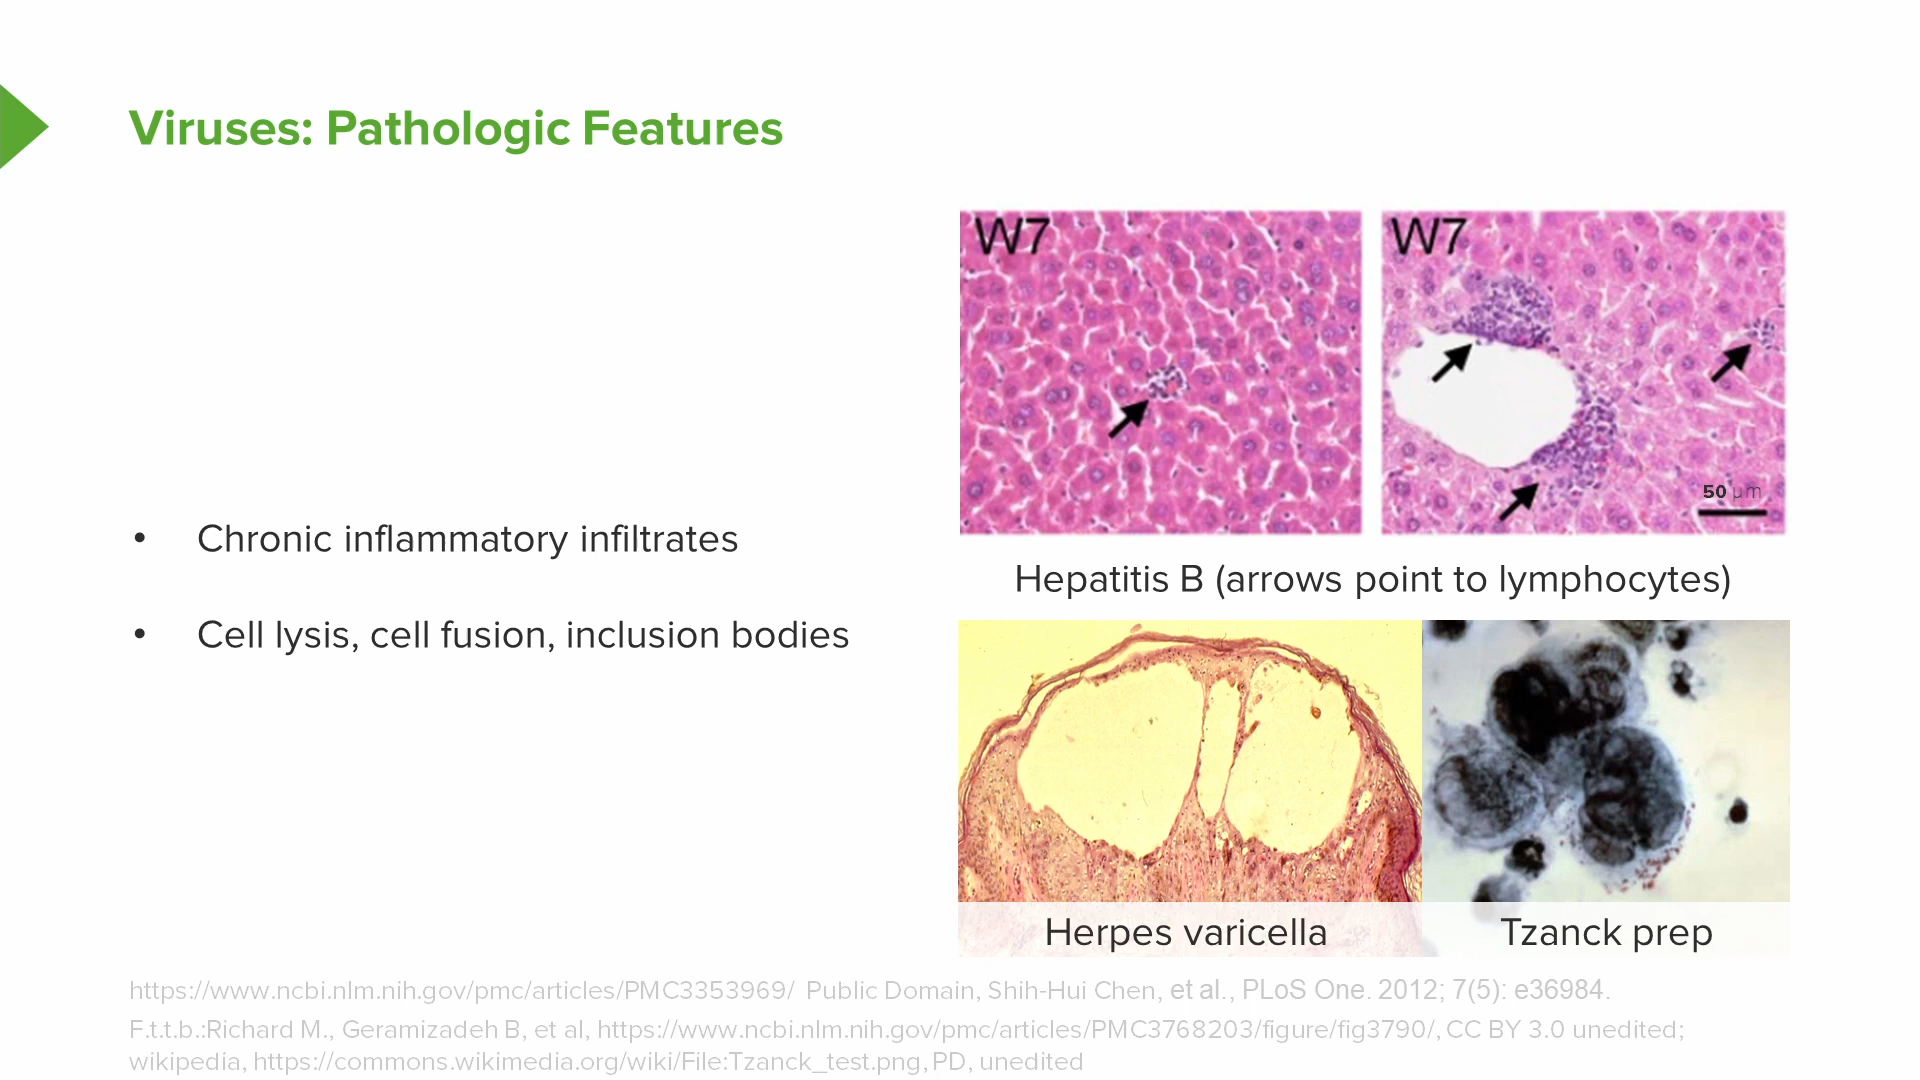 Viruses: Pathologic Features
• Chronic inflammatory infiltrates
• Cell lysis, cell fusion, inclusion bodies
W7
W7
50 μm
Hepatitis B (arrows point to lymphocytes)
Herpes varicella
Tzanck prep
https://www.ncbi.nlm.nih.gov/pmc/articles/PMC3353969/ Public Domain, Shih-Hui Chen, et al., PLoS One. 2012; 7(5): e36984.
F.t.t.b.:Richard M., Geramizadeh B, et al, https://www.ncbi.nlm.nih.gov/pmc/articles/PMC3768203/figure/fig3790/, CC BY 3.0 unedited;
wikipedia, https://commons.wikimedia.org/wiki/File:Tzanck_test.png, PD, unedited